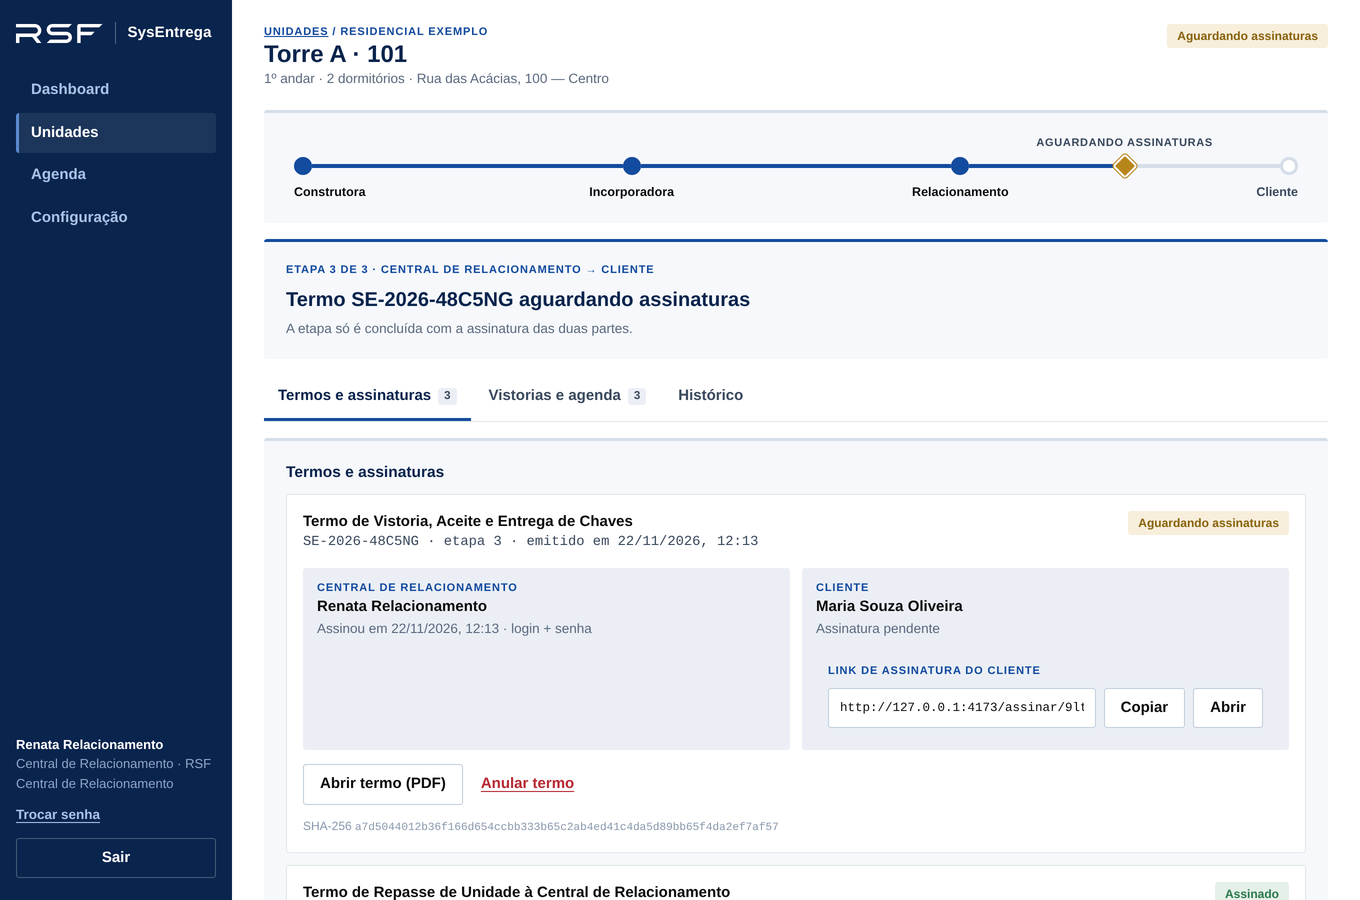 RSF
SysEntrega
Dashboard
Unidades
Agenda
Configuração
Renata Relacionamento
Central de Relacionamento · RSF
Central de Relacionamento
Trocar senha
Sair
UNIDADES / RESIDENCIAL EXEMPLO
Torre A · 101
1º andar · 2 dormitórios · Rua das Acácias, 100 — Centro
Aguardando assinaturas
AGUARDANDO ASSINATURAS
Construtora
Incorporadora
Relacionamento
Cliente
ETAPA 3 DE 3 · CENTRAL DE RELACIONAMENTO → CLIENTE
Termo SE-2026-48C5NG aguardando assinaturas
A etapa só é concluída com a assinatura das duas partes.
Termos e assinaturas 3
Vistorias e agenda 3
Histórico
Termos e assinaturas
Termo de Vistoria, Aceite e Entrega de Chaves
SE-2026-48C5NG · etapa 3 · emitido em 22/11/2026, 12:13
Aguardando assinaturas
CENTRAL DE RELACIONAMENTO
Renata Relacionamento
Assinou em 22/11/2026, 12:13 · login + senha
CLIENTE
Maria Souza Oliveira
Assinatura pendente
LINK DE ASSINATURA DO CLIENTE
http://127.0.0.1:4173/assinar/9lt
Copiar
Abrir
Abrir termo (PDF)
Anular termo
SHA-256 a7d5044012b36f166d654ccbb333b65c2ab4ed41c4da5d89bb65f4da2ef7af57
Termo de Repasse de Unidade à Central de Relacionamento
Assinado